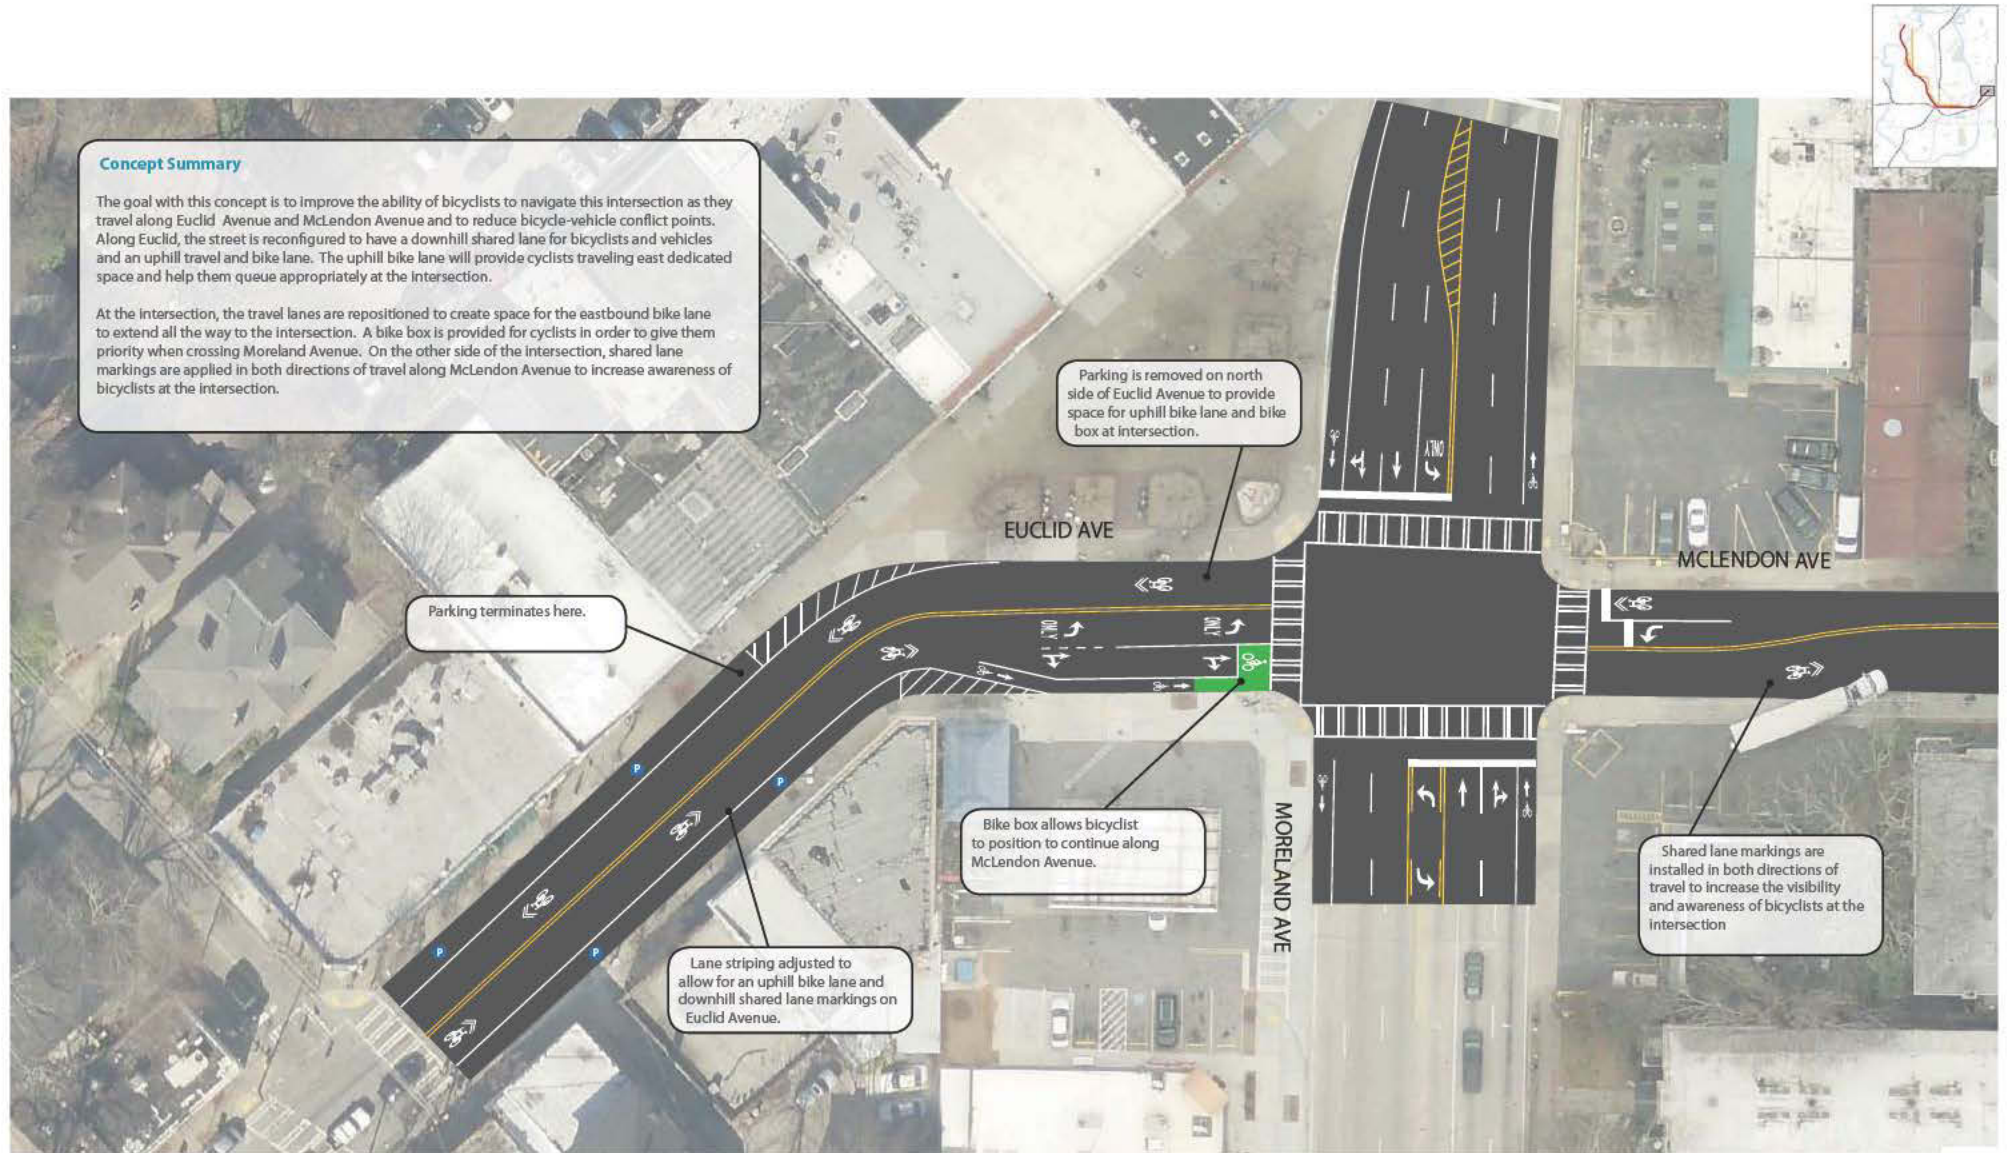 Concept Summary
The goal with this concept is to improve the ability of bicyclists to navigate this intersection as they
travel along Euclid Avenue and McLendon Avenue and to reduce bicycle-vehicle conflict points.
Along Euclid, the street is reconfigured to have a downhill shared lane for bicyclists and vehicles
and an uphill travel and bike lane. The uphill bike lane will provide cyclists traveling east dedicated
space and help them queue appropriately at the intersection.
At the intersection, the travel lanes are repositioned to create space for the eastbound bike lane
to extend all the way to the intersection. A bike box is provided for cyclists in order to give them
priority when crossing Moreland Avenue. On the other side of the intersection, shared lane
markings are applied in both directions of travel along McLendon Avenue to increase awareness of
bicyclists at the intersection.
Parking is removed on north
side of Euclid Avenue to provide
space for uphill bike lane and bike
box at intersection.
ONLY
EUCLID AVE
MCLENDON AVE
Parking terminates here.
ONLY
ONLY
P
P
Bike box allows bicyclist
to position to continue along
McLendon Avenue.
MORELAND AVE
Shared lane markings are
installed in both directions of
travel to increase the visibility
and awareness of bicyclists at the
intersection
P
P
Lane striping adjusted to
allow for an uphill bike lane and
downhill shared lane markings on
Euclid Avenue.